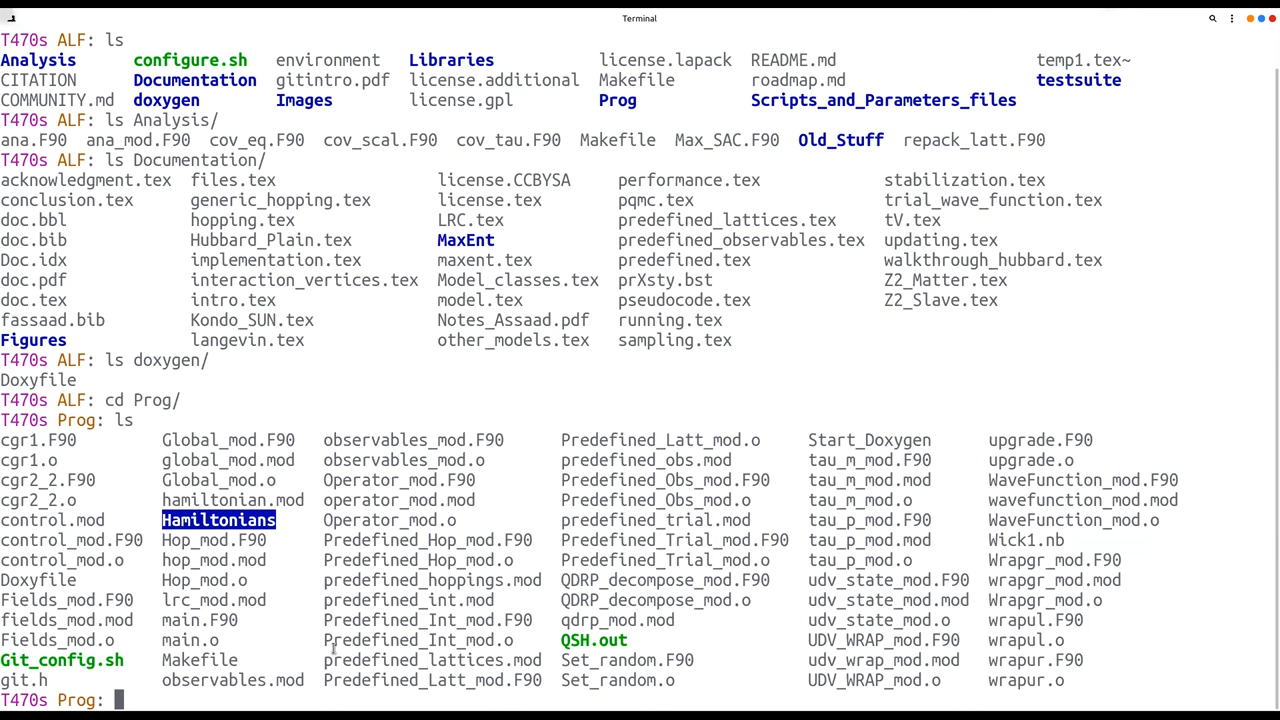 Terminal
T470s ALF: ls
Analysis configure.sh environment Libraries license.lapack README.md temp1.tex~
CITATION Documentation gitintro.pdf license.additional Makefile roadmap.md testsuite
COMMUNITY.md doxygen Images license.gpl Prog Scripts_and_Parameters_files
T470s ALF: ls Analysis/
ana.F90 ana_mod.F90 cov_eq.F90 cov_scal.F90 cov_tau.F90 Makefile Max_SAC.F90 Old_Stuff repack_latt.F90
T470s ALF: ls Documentation/
acknowledgment.tex files.tex license.CCBYSA performance.tex stabilization.tex
conclusion.tex generic_hopping.tex license.tex pqmc.tex trial_wave_function.tex
doc.bbl hopping.tex LRC.tex predefined_lattices.tex tV.tex
doc.bib Hubbard_Plain.tex MaxEnt predefined_observables.tex updating.tex
Doc.idx implementation.tex maxent.tex predefined.tex walkthrough_hubbard.tex
doc.pdf interaction_vertices.tex Model_classes.tex prXsty.bst Z2_Matter.tex
doc.tex intro.tex model.tex pseudocode.tex Z2_Slave.tex
fassaad.bib Kondo_SUN.tex Notes_Assaad.pdf running.tex
Figures langevin.tex other_models.tex sampling.tex
T470s ALF: ls doxygen/
Doxyfile
T470s ALF: cd Prog/
T470s Prog: ls
cgr1.F90 Global_mod.F90 observables_mod.F90 Predefined_Latt_mod.o Start_Doxygen upgrade.F90
cgr1.o global_mod.mod observables_mod.o predefined_obs.mod tau_m_mod.F90 upgrade.o
cgr2_2.F90 Global_mod.o Operator_mod.F90 Predefined_Obs_mod.F90 tau_m_mod.mod WaveFunction_mod.F90
cgr2_2.o hamiltonian.mod operator_mod.mod Predefined_Obs_mod.o tau_m_mod.o wavefunction_mod.mod
control.mod Hamiltonians Operator_mod.o predefined_trial.mod tau_p_mod.F90 WaveFunction_mod.o
control_mod.F90 Hop_mod.F90 Predefined_Hop_mod.F90 Predefined_Trial_mod.F90 tau_p_mod.mod Wick1.nb
control_mod.o hop_mod.mod Predefined_Hop_mod.o Predefined_Trial_mod.o tau_p_mod.o Wrapgr_mod.F90
Doxyfile Hop_mod.o predefined_hoppings.mod QDRP_decompose_mod.F90 udv_state_mod.F90 wrapgr_mod.mod
Fields_mod.F90 lrc_mod.mod predefined_int.mod QDRP_decompose_mod.o udv_state_mod.mod Wrapgr_mod.o
fields_mod.mod main.F90 Predefined_Int_mod.F90 qdrp_mod.mod udv_state_mod.o wrapul.F90
Fields_mod.o main.o Predefined_Int_mod.o QSH.out UDV_WRAP_mod.F90 wrapul.o
Git_config.sh Makefile predefined_lattices.mod Set_random.F90 udv_wrap_mod.mod wrapur.F90
git.h observables.mod Predefined_Latt_mod.F90 Set_random.o UDV_WRAP_mod.o wrapur.o
T470s Prog: